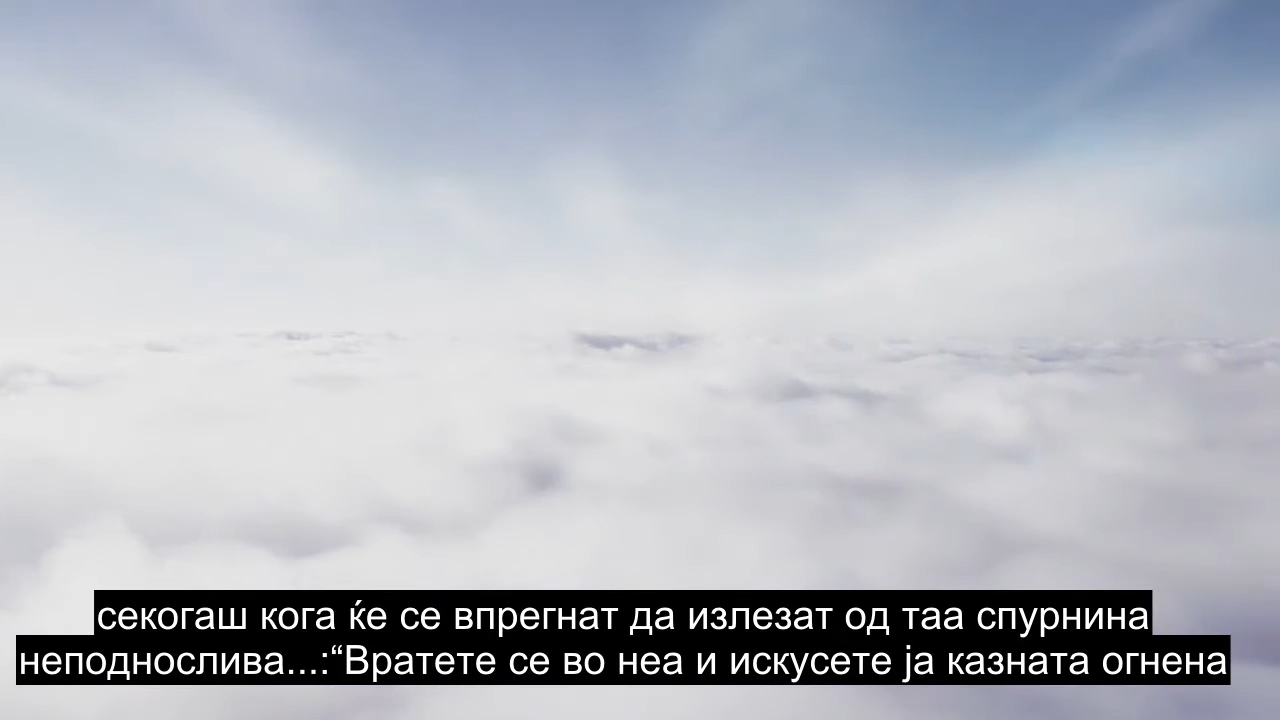 секогаш кога ќе се впрегнат да излезат од таа спурнина
неподнослива...:“Вратете се во неа и искусете ја казната огнена